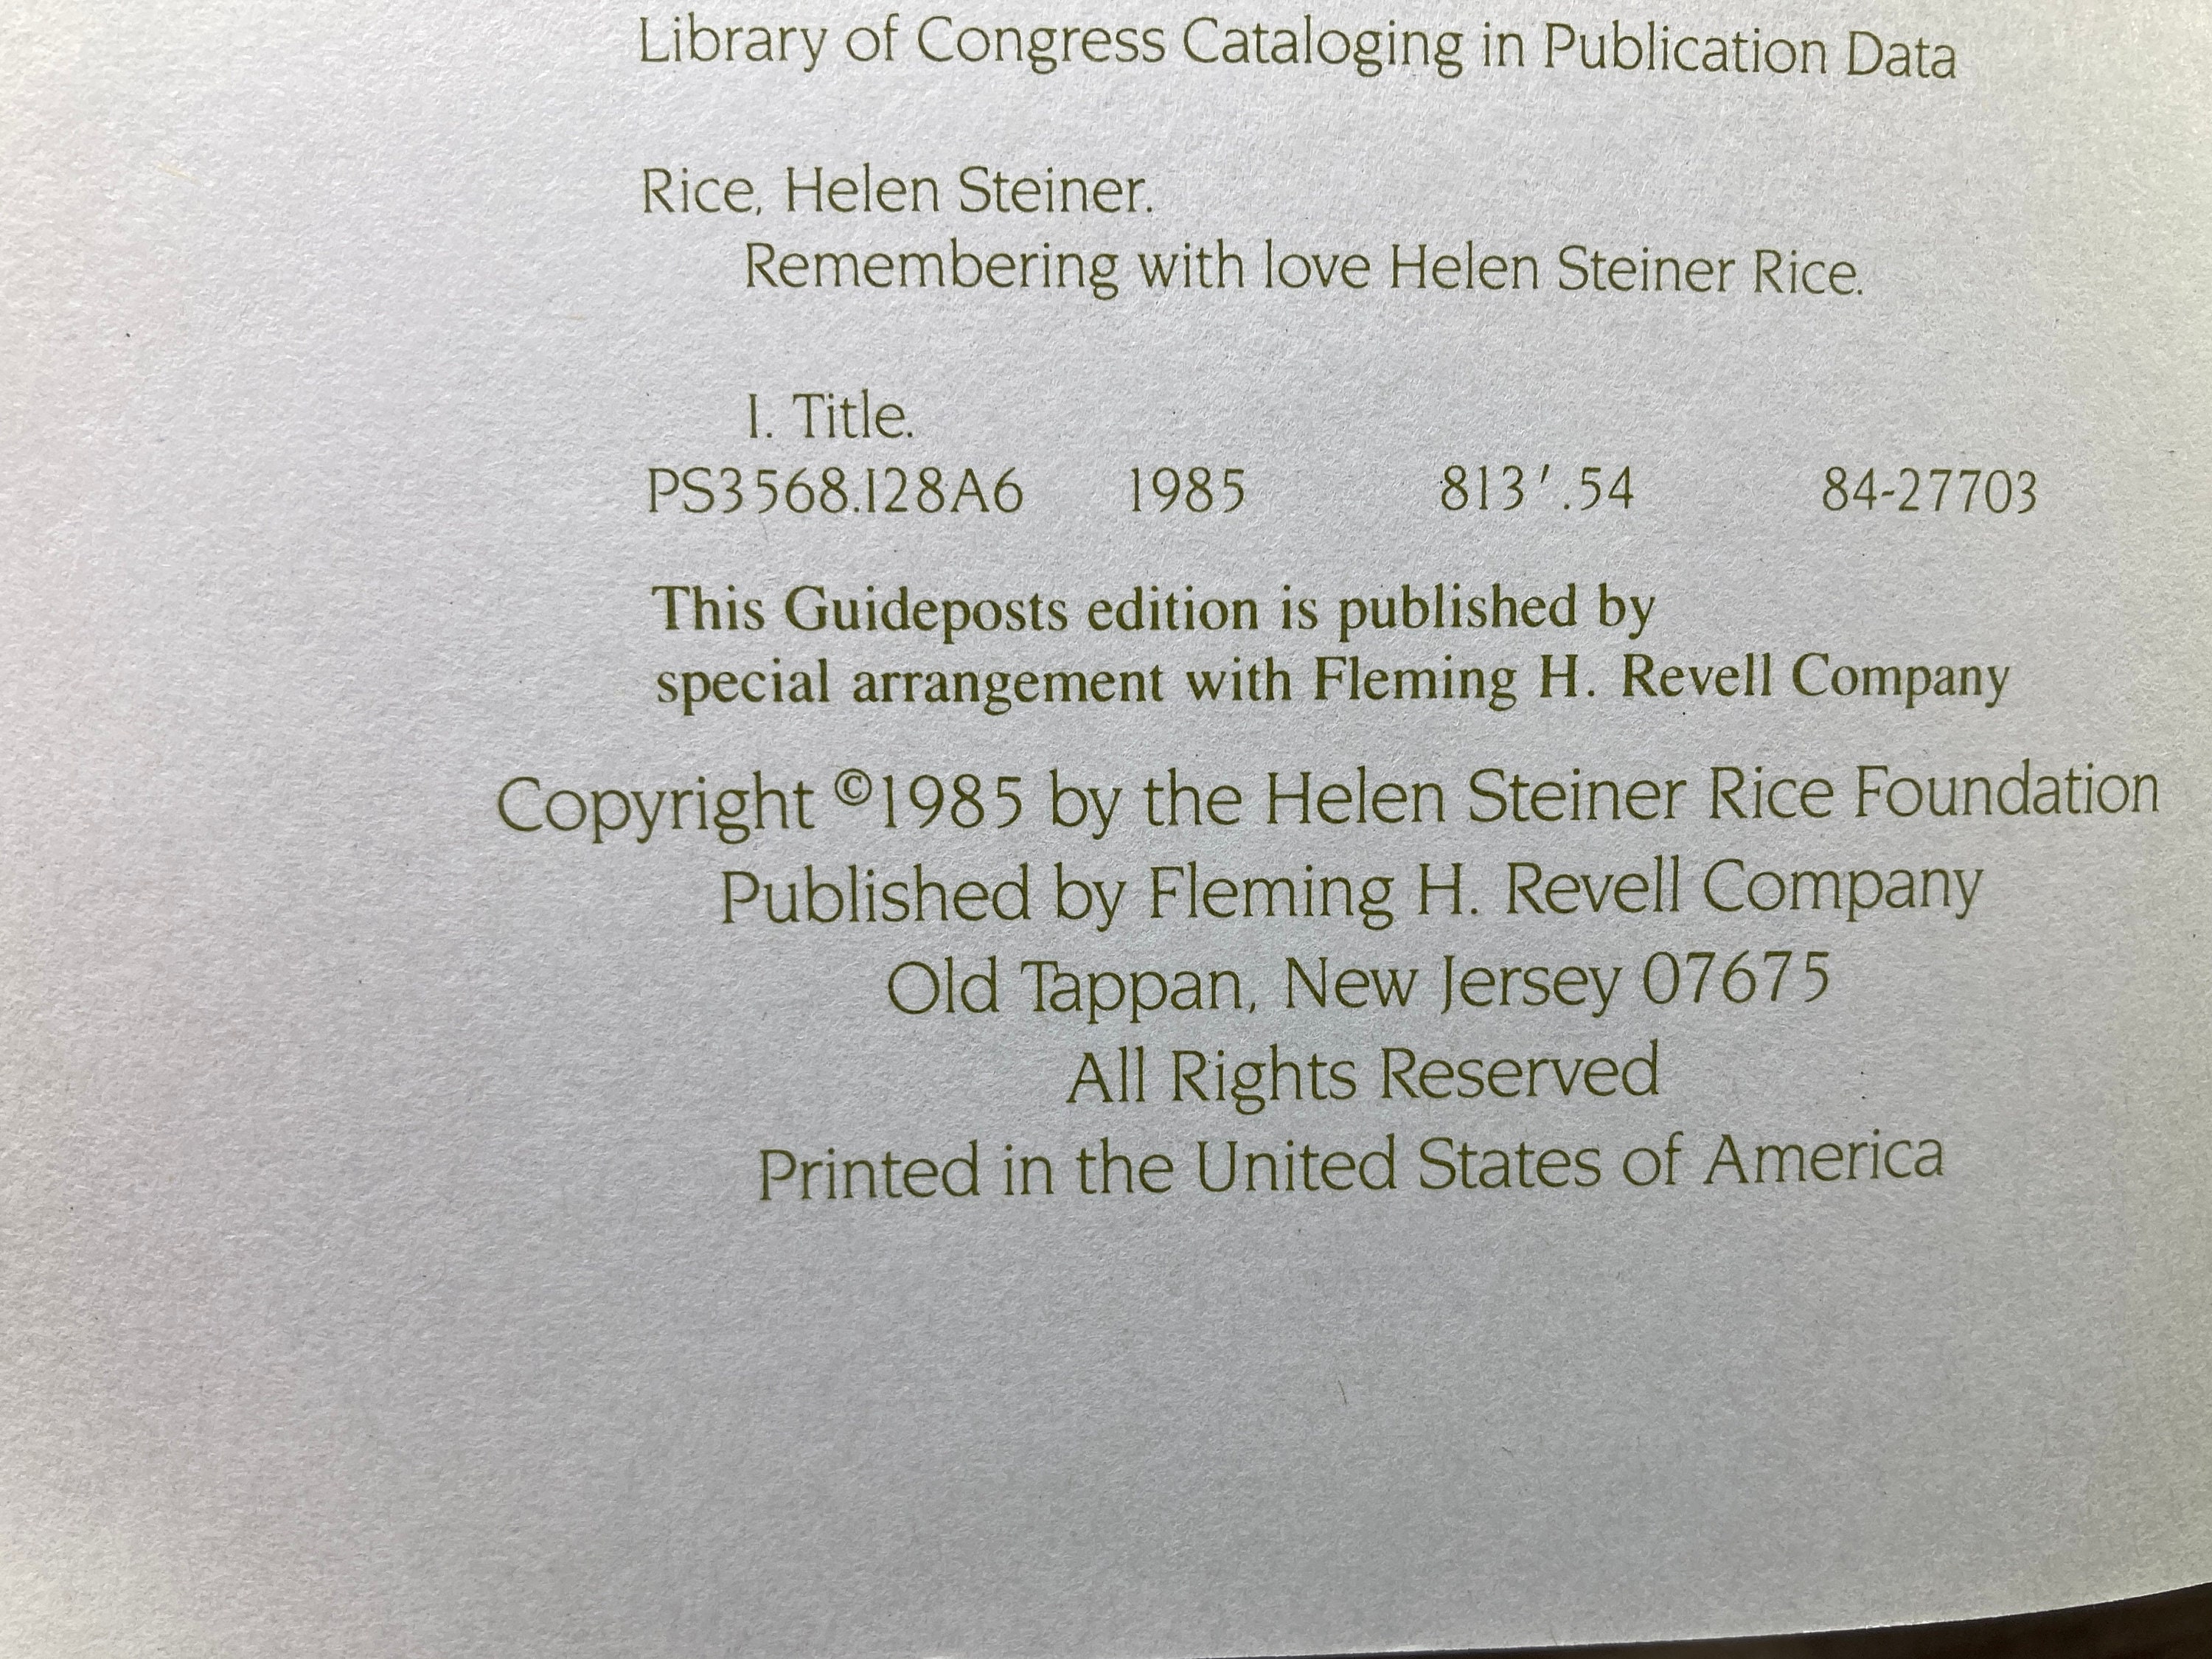 Library of Congress Cataloging in Publication Data
Rice, Helen Steiner.
Remembering with love Helen Steiner Rice.
I. Title.
PS3568.I28A6 1985 813′.54 84-27703
This Guideposts edition is published by
special arrangement with Fleming H. Revell Company
Copyright ©1985 by the Helen Steiner Rice Foundation
Published by Fleming H. Revell Company
Old Tappan, New Jersey 07675
All Rights Reserved
Printed in the United States of America